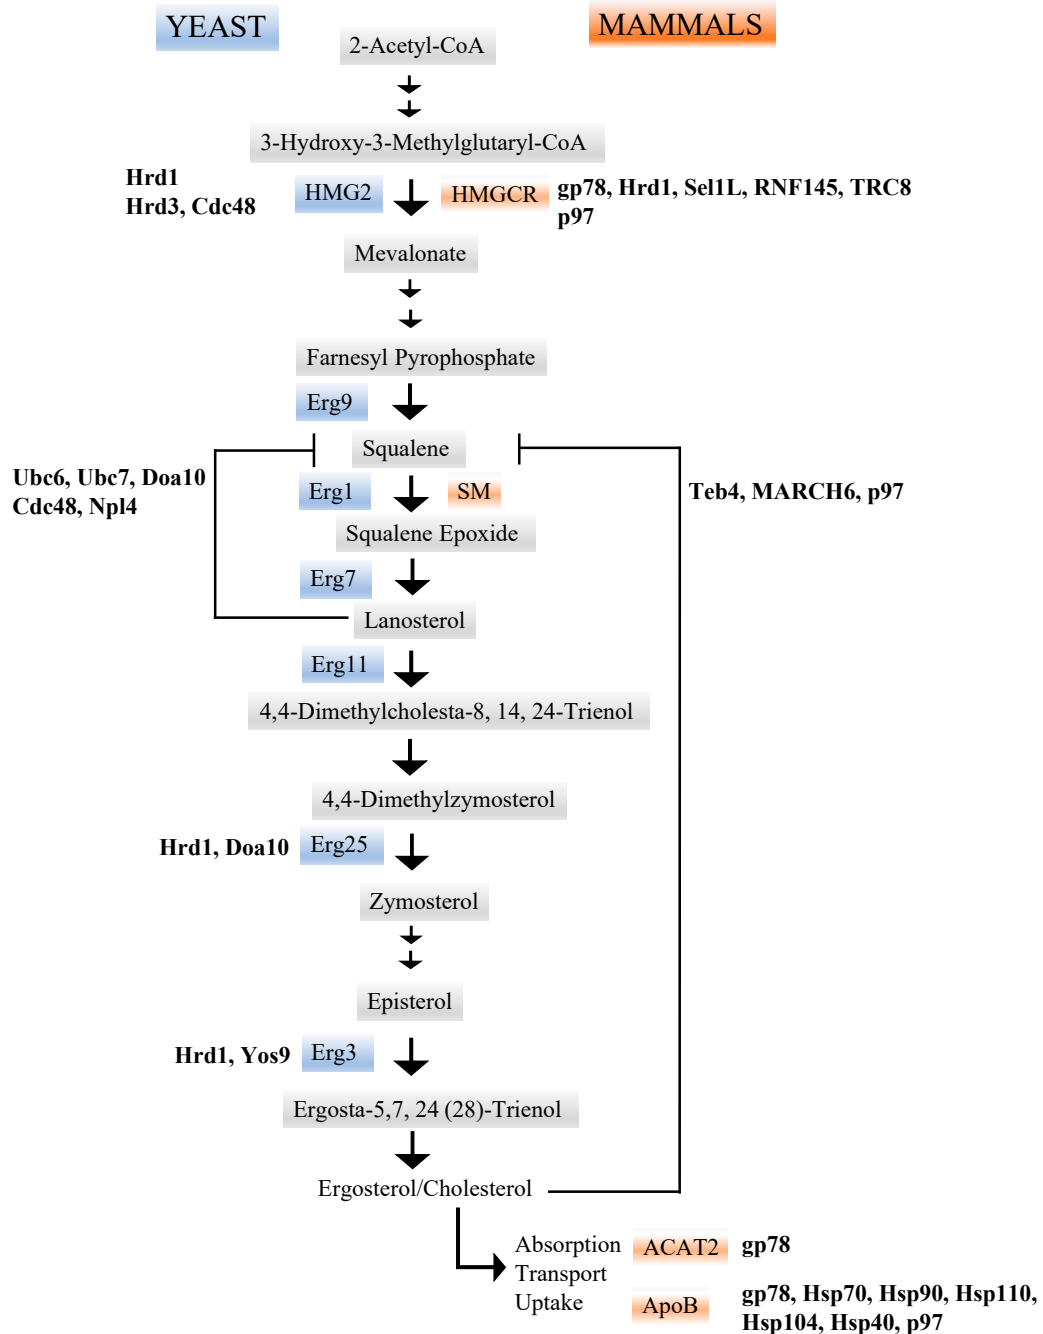 YEAST
MAMMALS
2-Acetyl-CoA
3-Hydroxy-3-Methylglutaryl-CoA
Hrd1
Hrd3, Cdc48
HMG2
HMGCR
gp78, Hrd1, Sel1L, RNF145, TRC8
p97
Mevalonate
Farnesyl Pyrophosphate
Erg9
Squalene
Ubc6, Ubc7, Doa10
Cdc48, Npl4
Erg1
SM
Teb4, MARCH6, p97
Squalene Epoxide
Erg7
Lanosterol
Erg11
4,4-Dimethylcholesta-8, 14, 24-Trienol
4,4-Dimethylzymosterol
Hrd1, Doa10
Erg25
Zymosterol
Episterol
Hrd1, Yos9
Erg3
Ergosta-5,7, 24 (28)-Trienol
Ergosterol/Cholesterol
Absorption
Transport
Uptake
ACAT2
gp78
ApoB
gp78, Hsp70, Hsp90, Hsp110,
Hsp104, Hsp40, p97